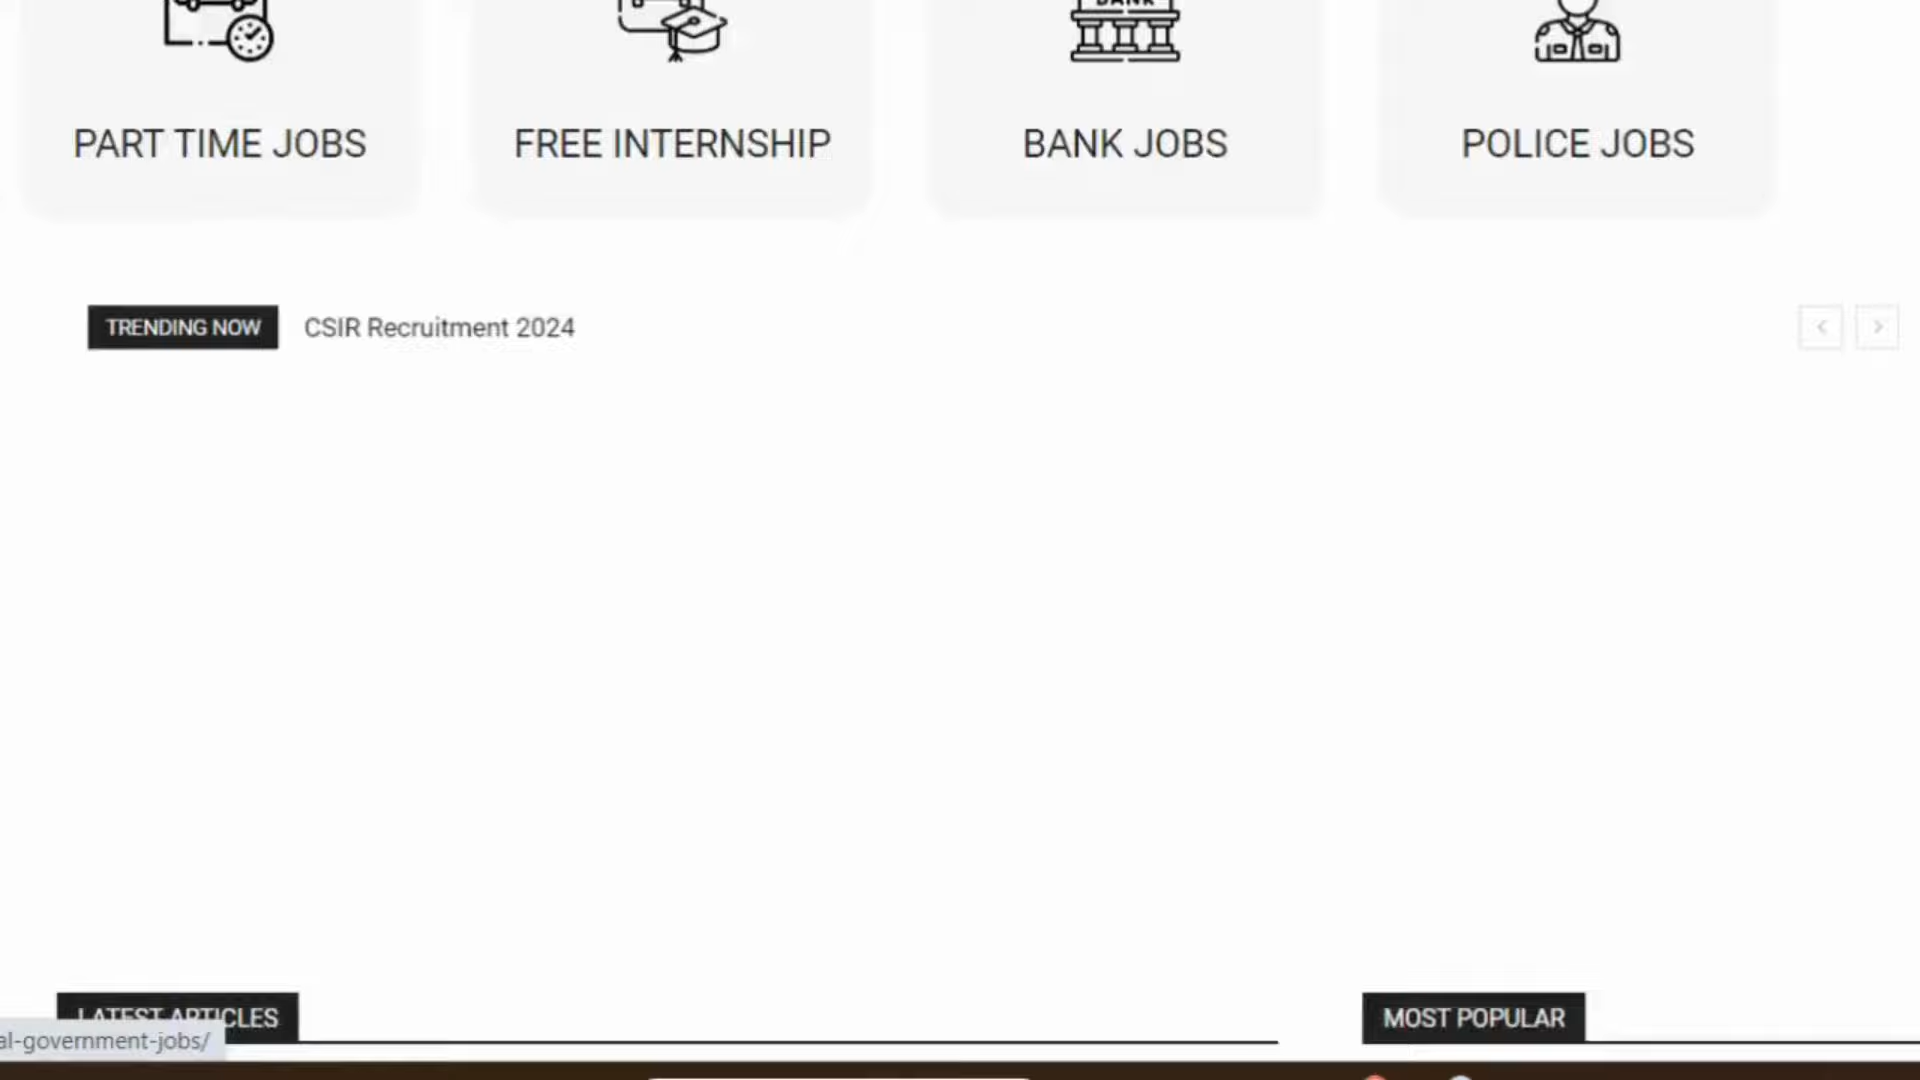 BANK
PART TIME JOBS
FREE INTERNSHIP
BANK JOBS
POLICE JOBS
TRENDING NOW
CSIR Recruitment 2024
LATEST ARTICLES
MOST POPULAR
al-government-jobs/